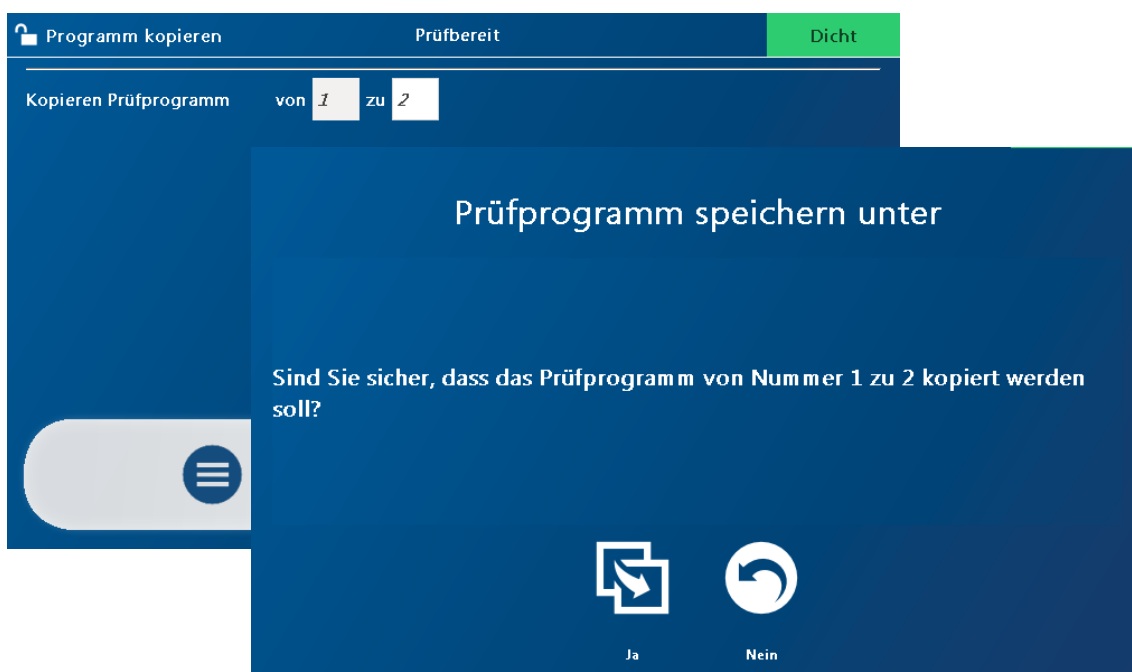 Programm kopieren Prüfbereit Dicht
Kopieren Prüfprogramm von 1 zu 2
Prüfprogramm speichern unter
Sind Sie sicher, dass das Prüfprogramm von Nummer 1 zu 2 kopiert werden
soll?
Ja Nein